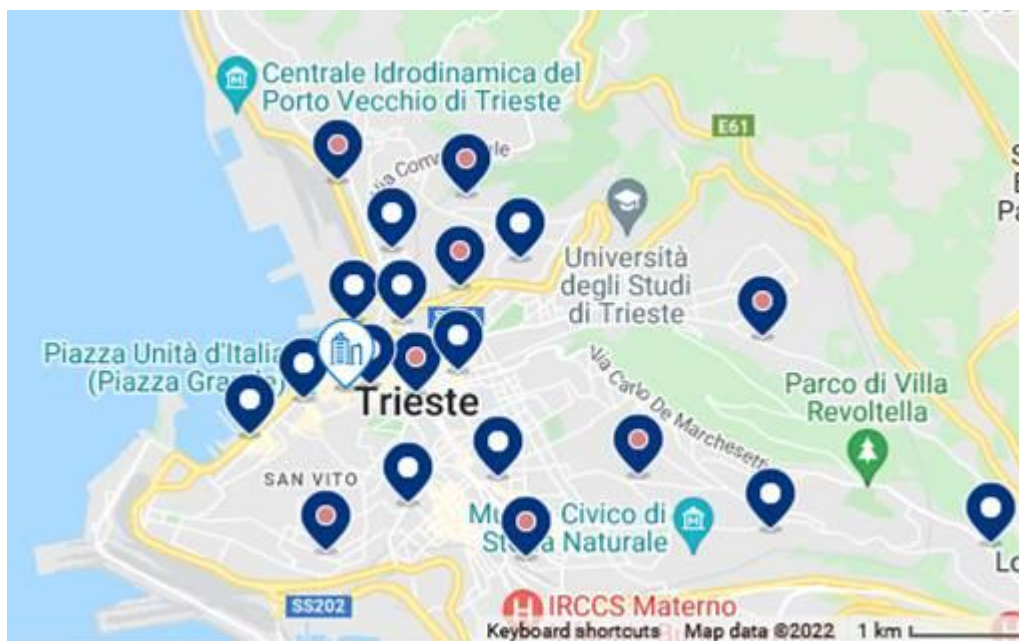 Centrale Idrodinamica del
Porto Vecchio di Trieste
E61
Università
degli Studi
di Trieste
Piazza Unità d'Italia
(Piazza
Trieste
Via Carlo De Marchesetti
Parco di Villa
Revoltella
SAN VITO
Civico di
Naturale
SS202
H IRCCS Materno
Keyboard shortcuts Map data ©2022 1 km